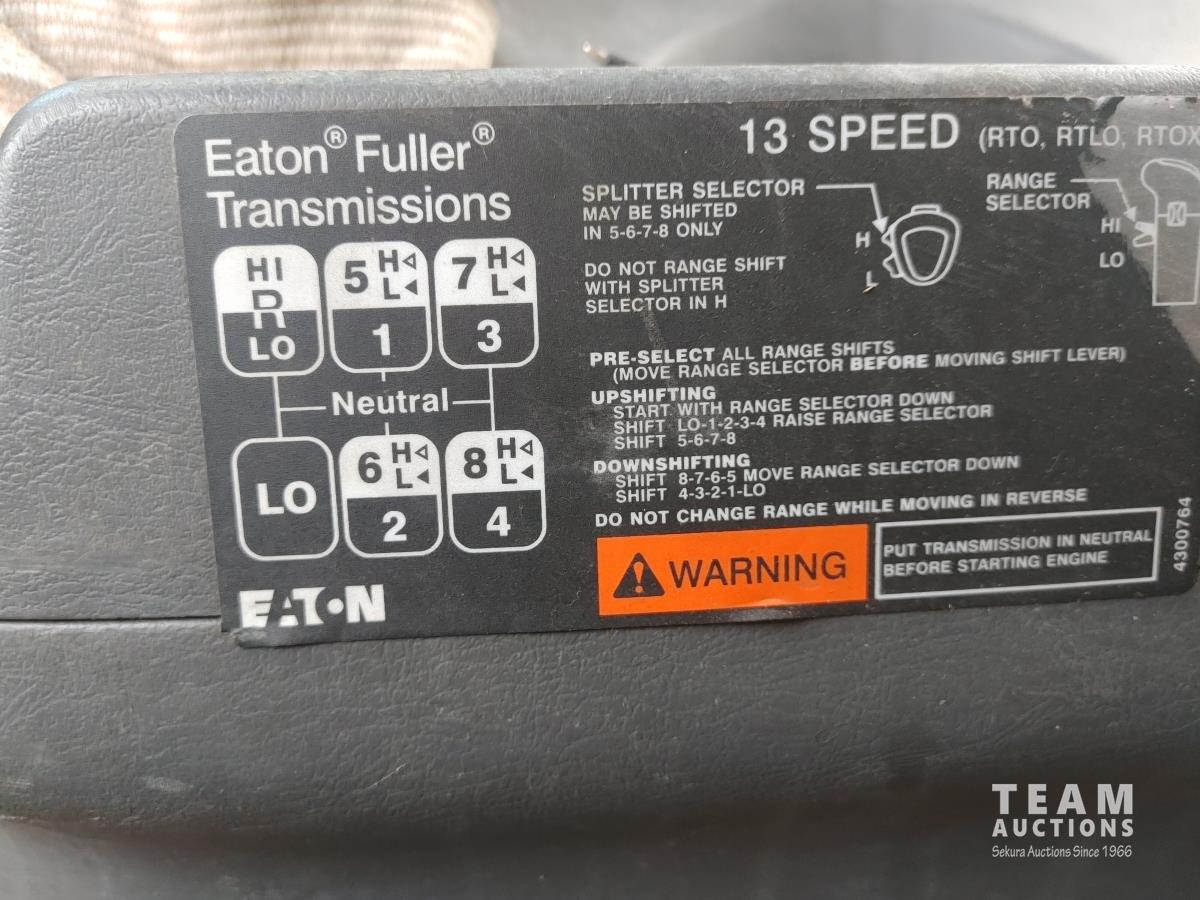 Eaton® Fuller®
Transmissions
13 SPEED (RTO, RTLO, RTOX
HI
R
LO
5 H
L
1
7 H
L
3
Neutral
LO
6 H
L
2
8 H
L
4
EATON
SPLITTER SELECTOR
MAY BE SHIFTED
IN 5-6-7-8 ONLY
H
L
RANGE
SELECTOR
HI
LO
DO NOT RANGE SHIFT
WITH SPLITTER
SELECTOR IN H
PRE-SELECT ALL RANGE SHIFTS
(MOVE RANGE SELECTOR BEFORE MOVING SHIFT LEVER)
UPSHIFTING
START WITH RANGE SELECTOR DOWN
SHIFT LO-1-2-3-4 RAISE RANGE SELECTOR
SHIFT 5-6-7-8
DOWNSHIFTING
SHIFT 8-7-6-5 MOVE RANGE SELECTOR DOWN
SHIFT 4-3-2-1-LO
DO NOT CHANGE RANGE WHILE MOVING IN REVERSE
WARNING
PUT TRANSMISSION IN NEUTRAL
BEFORE STARTING ENGINE
4300764
TEAM
AUCTIONS
Sekura Auctions Since 1966